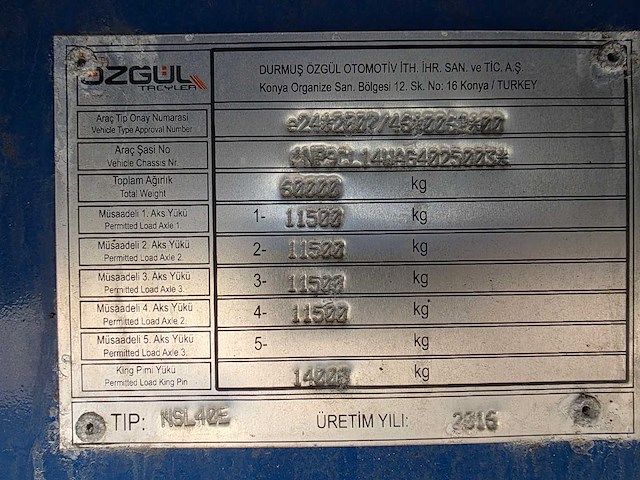 ÖZGÜL
TREYLER
DURMUŞ ÖZGÜL OTOMOTİV İTH. İHR. SAN. ve TİC. A.Ş.
Konya Organize San. Bölgesi 12. Sk. No: 16 Konya / TURKEY
Araç Tip Onay Numarası
Vehicle Type Approval Number
Araç Şasi No
Vehicle Chassis Nr.
Toplam Ağırlık
Total Weight
kg
Müsaadeli 1. Aks Yükü
Permitted Load Axle 1
1- 11500 kg
Müsaadeli 2. Aks Yükü
Permitted Load Axle 2
2- 11500 kg
Müsaadeli 3. Aks Yükü
Permitted Load Axle 3
3- 11500 kg
Müsaadeli 4. Aks Yükü
Permitted Load Axle 2
4- 11500 kg
Müsaadeli 5. Aks Yükü
Permitted Load Axle 3
5- kg
King Pimi Yükü
Permitted Load King Pin
14000 kg
TIP: NSL40E ÜRETİM YILI: 2016